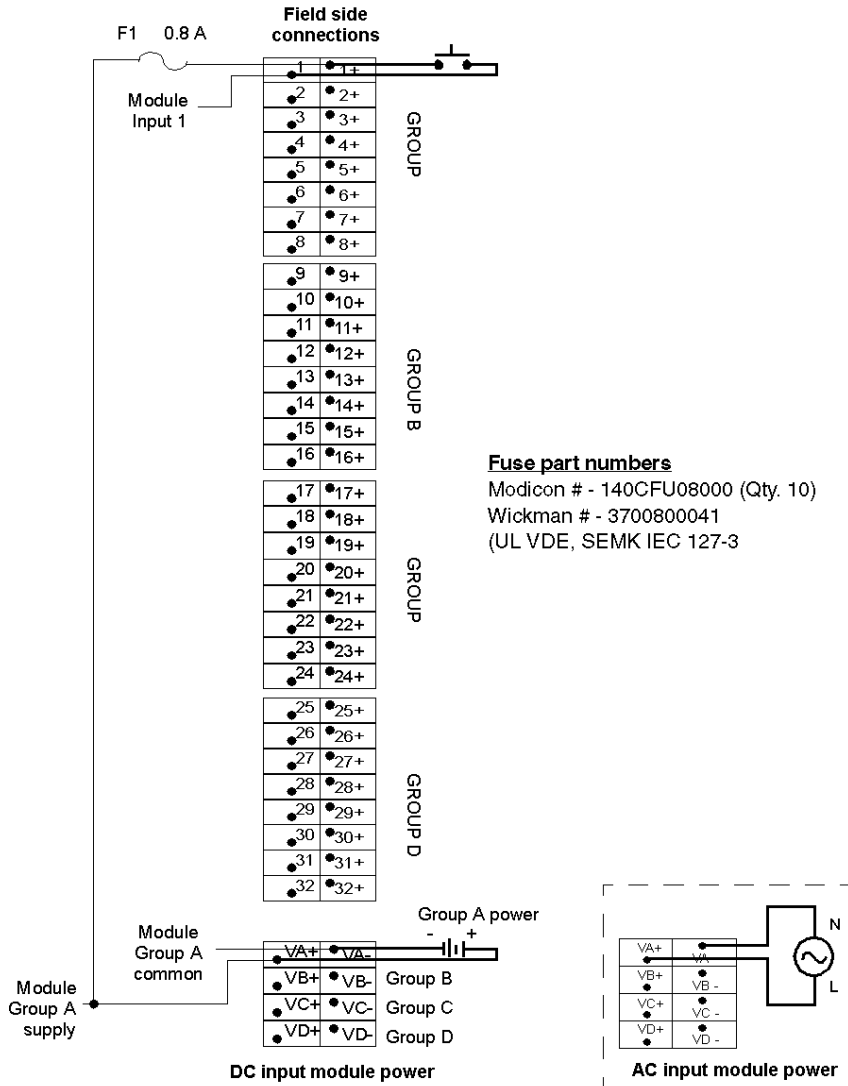 Field side
connections
F1 0.8 A
Module
Input 1
1 1+
2 2+
3 3+
4 4+
5 5+
6 6+
7 7+
8 8+
GROUP
9 9+
10 10+
11 11+
12 12+
13 13+
14 14+
15 15+
16 16+
GROUP B
Fuse part numbers
Modicon # - 140CFU08000 (Qty. 10)
Wickman # - 3700800041
(UL VDE, SEMK IEC 127-3
17 17+
18 18+
19 19+
20 20+
21 21+
22 22+
23 23+
24 24+
GROUP
25 25+
26 26+
27 27+
28 28+
29 29+
30 30+
31 31+
32 32+
GROUP D
Module
Group A
common
Group A power
- +
VA+ VA-
VB+ VB- Group B
VC+ VC- Group C
VD+ VD- Group D
Module
Group A
supply
DC input module power
N
L
VA+ VA
VB+ VB -
VC+ VC -
VD+ VD -
AC input module power